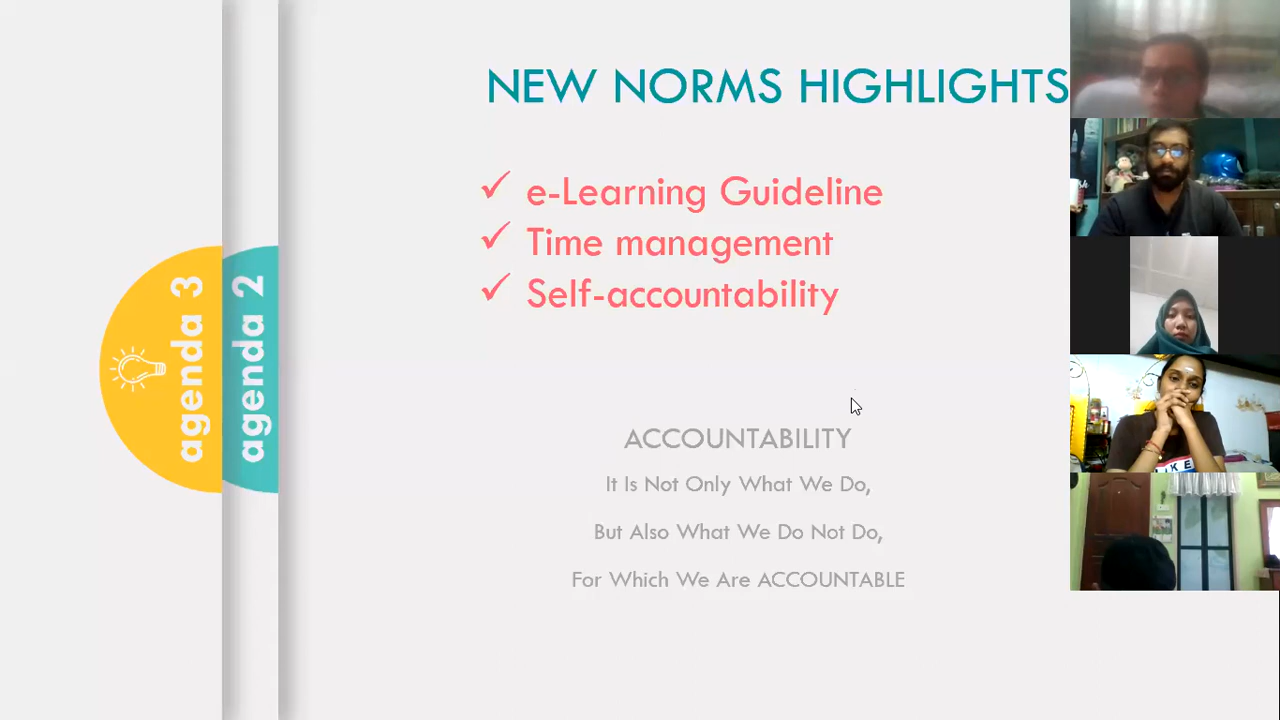 NEW NORMS HIGHLIGHTS
e-Learning Guideline
Time management
Self-accountability
agenda 3
agenda 2
ACCOUNTABILITY
It Is Not Only What We Do,
But Also What We Do Not Do,
For Which We Are ACCOUNTABLE